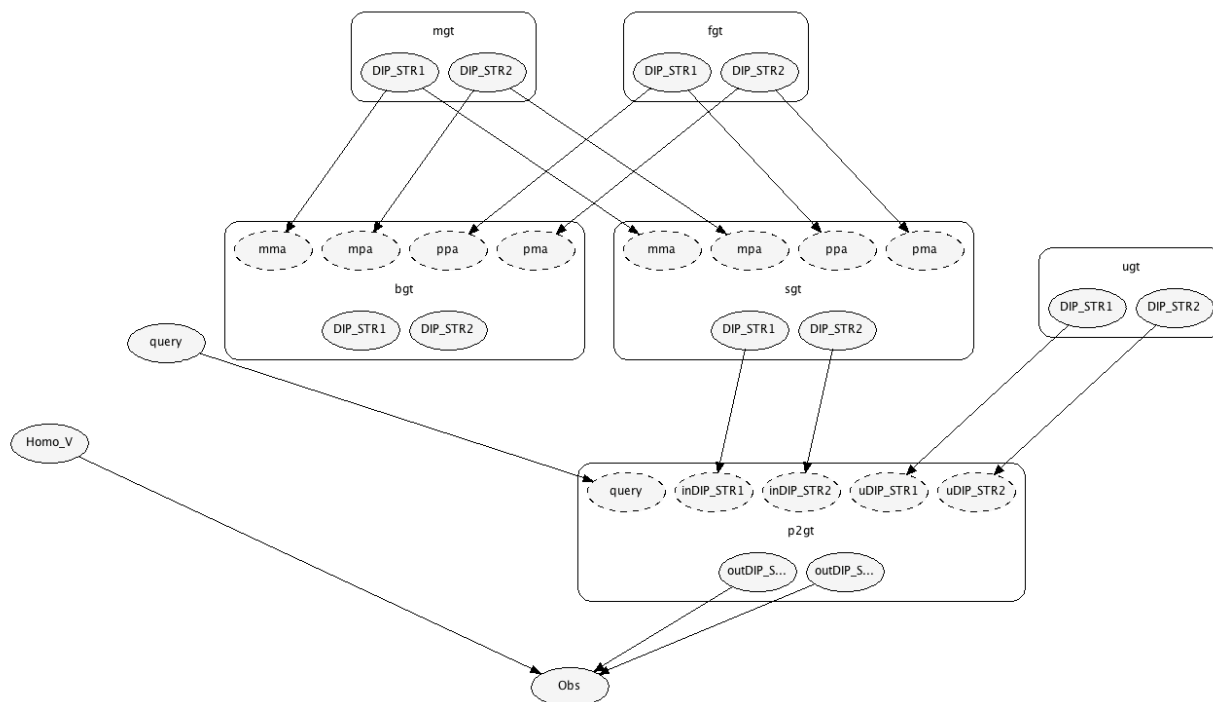 mgt
fgt
DIP_STR1 DIP_STR2 DIP_STR1 DIP_STR2
mma mpa ppa pma mma mpa ppa pma
ugt
bgt sgt
DIP_STR1 DIP_STR2
DIP_STR1 DIP_STR2 DIP_STR1 DIP_STR2
query
Homo_V
query inDIP_STR1 inDIP_STR2 uDIP_STR1 uDIP_STR2
p2gt
outDIP_S... outDIP_S...
Obs